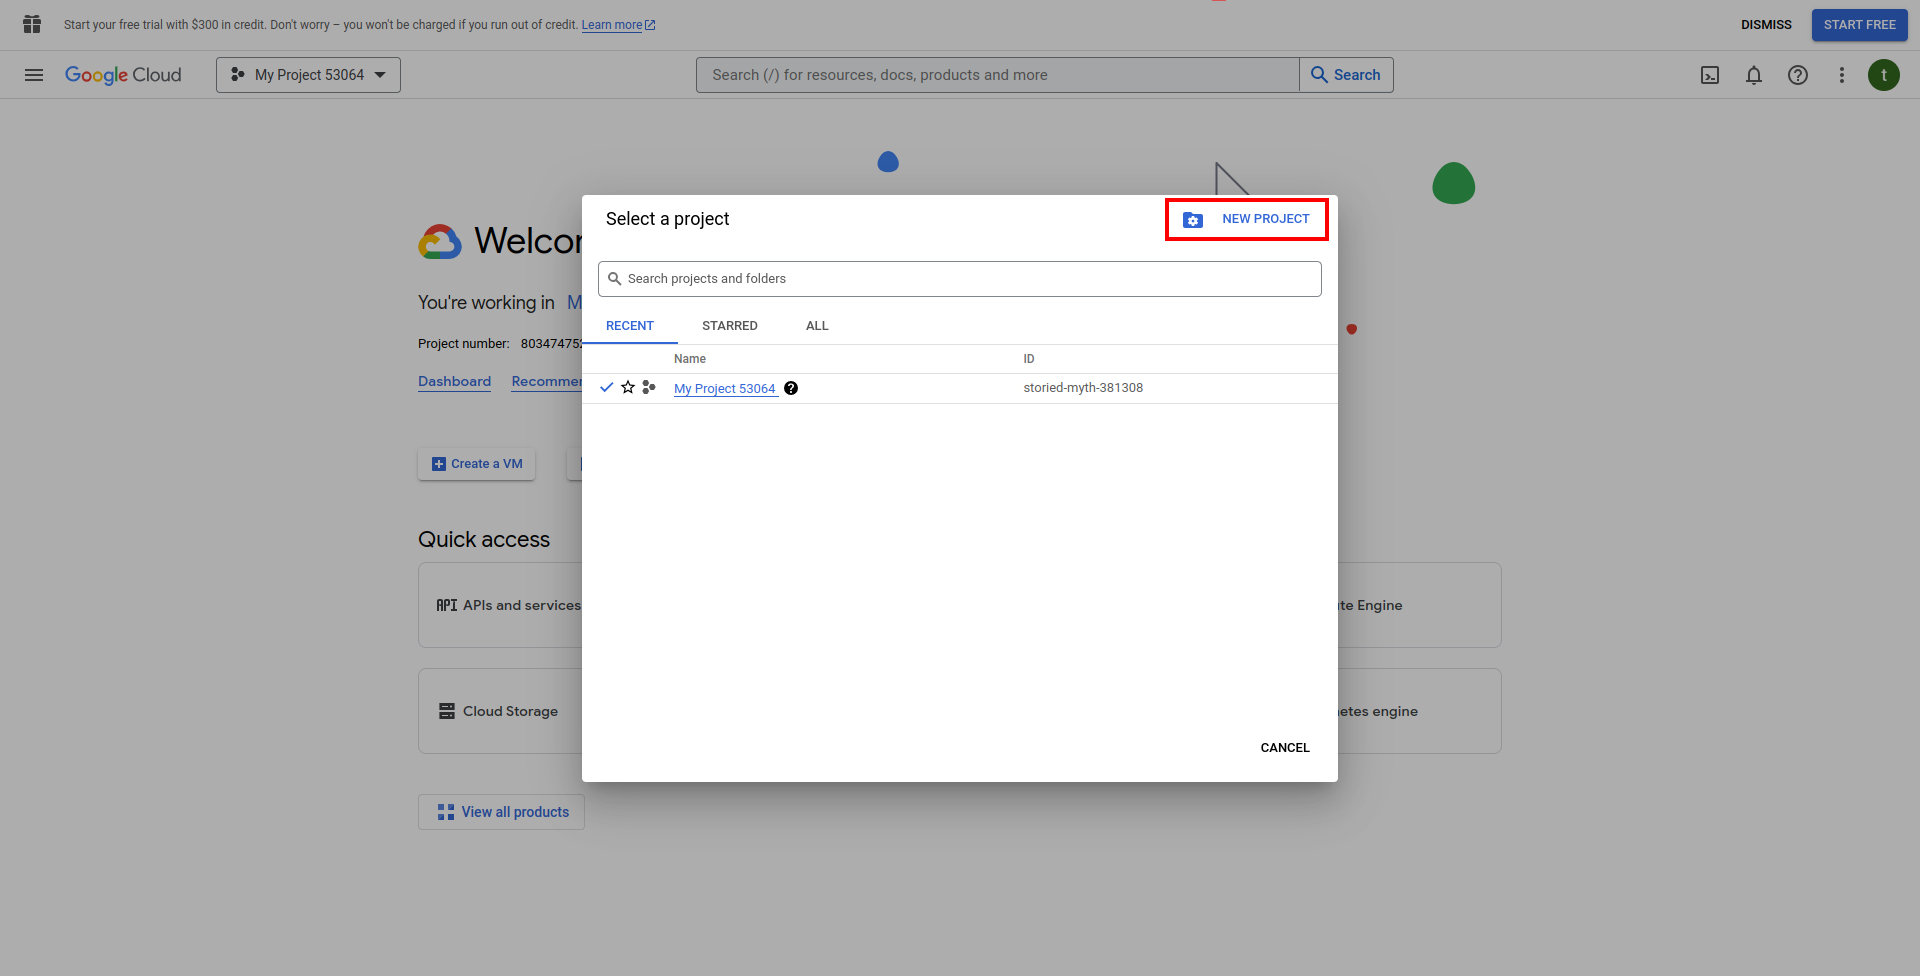 Start your free trial with $300 in credit. Don't worry – you won't be charged if you run out of credit. Learn more
DISMISS
START FREE
Google Cloud
My Project 53064
Search (/) for resources, docs, products and more
Search
t
Select a project
NEW PROJECT
Search projects and folders
RECENT
STARRED
ALL
Name
ID
My Project 53064
storied-myth-381308
CANCEL
You're working in
Project number: 80347475
Dashboard
Create a VM
Quick access
API APIs and services
Cloud Storage
Engine
engine
View all products